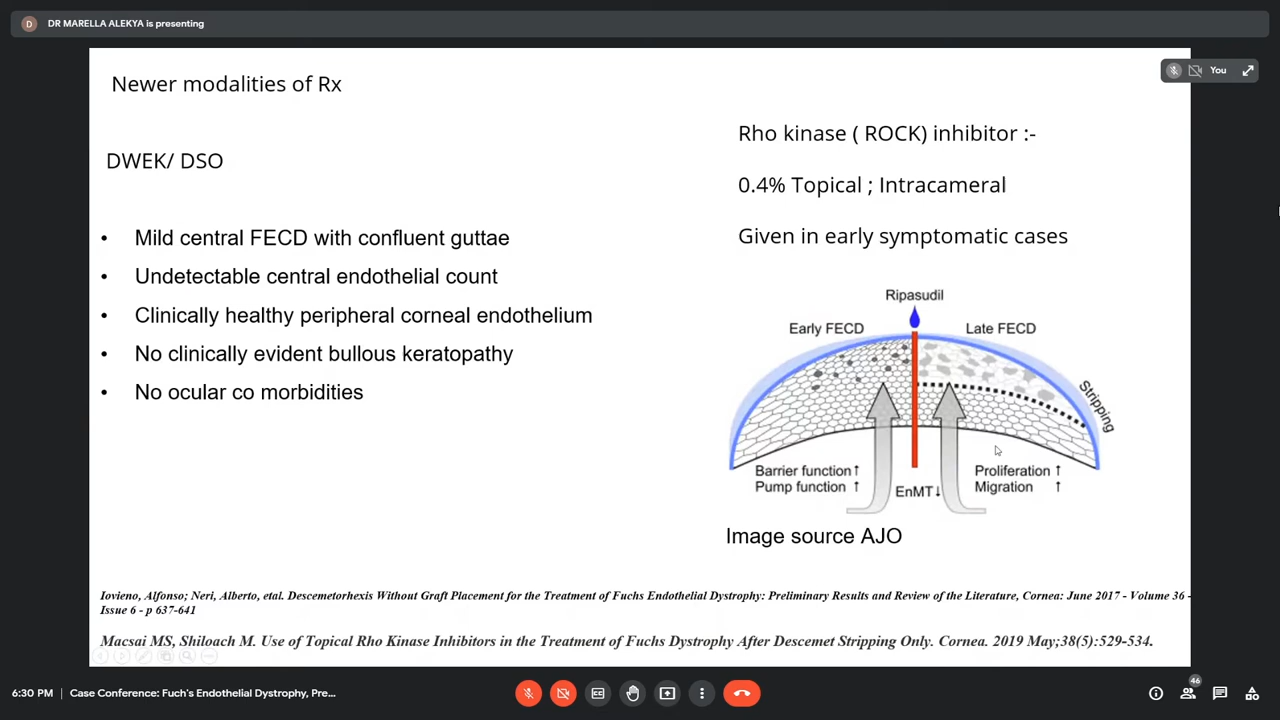 D DR MARELLA ALEKYA is presenting
You
Newer modalities of Rx
DWEK/ DSO
• Mild central FECD with confluent guttae
• Undetectable central endothelial count
• Clinically healthy peripheral corneal endothelium
• No clinically evident bullous keratopathy
• No ocular co morbidities
Rho kinase ( ROCK) inhibitor :-
0.4% Topical ; Intracameral
Given in early symptomatic cases
Ripasudil
Early FECD
Late FECD
Stripping
Barrier function↑
Pump function ↑
EnMT↓
Proliferation ↑
Migration ↑
Image source AJO
Iovieno, Alfonso; Neri, Alberto, etal. Descemetorhexis Without Graft Placement for the Treatment of Fuchs Endothelial Dystrophy: Preliminary Results and Review of the Literature, Cornea: June 2017 - Volume 36 -
Issue 6 - p 637-641
Macsai MS, Shiloach M. Use of Topical Rho Kinase Inhibitors in the Treatment of Fuchs Dystrophy After Descemet Stripping Only. Cornea. 2019 May;38(5):529-534.
6:30 PM | Case Conference: Fuch's Endothelial Dystrophy, Pre...
46